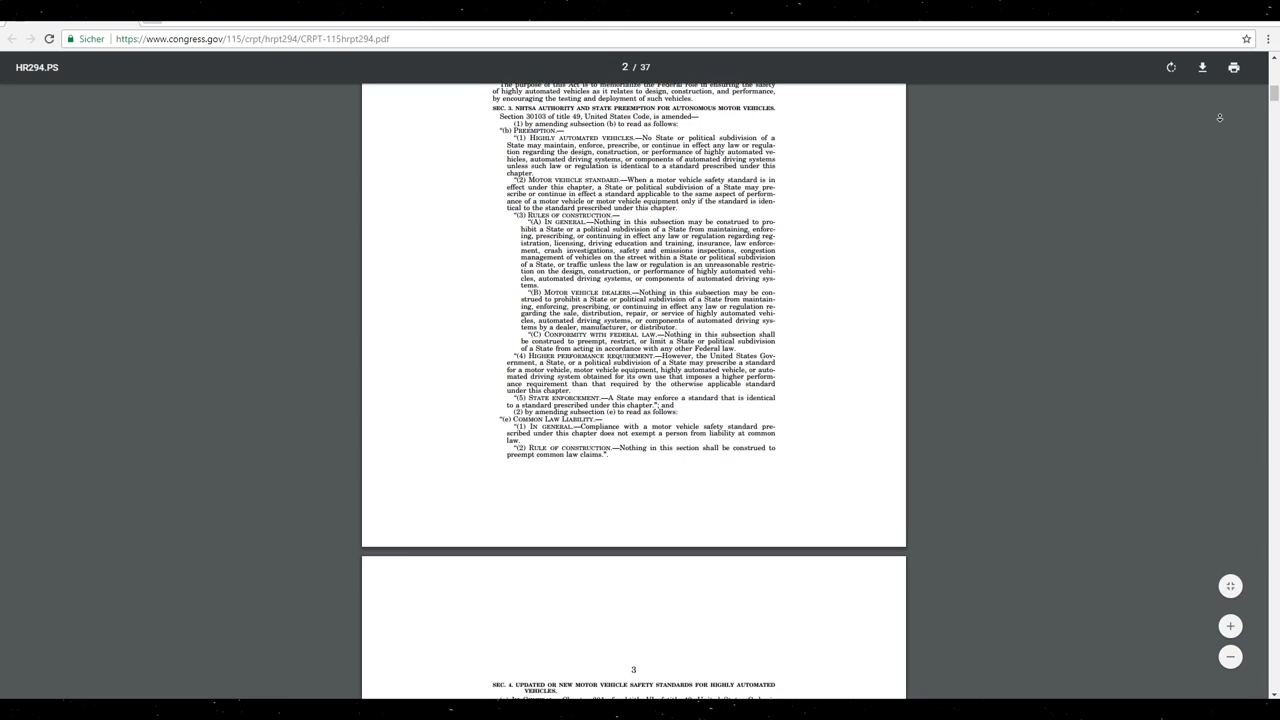 Sicher https://www.congress.gov/115/crpt/hrpt294/CRPT-115hrpt294.pdf
HR294.PS
2 / 37
The purpose of this Act is to memorialize the Federal role in ensuring the safety
of highly automated vehicles as it relates to design, construction, and performance,
by encouraging the testing and deployment of such vehicles.
SEC. 3. NHTSA AUTHORITY AND STATE PREEMPTION FOR AUTONOMOUS MOTOR VEHICLES.
Section 30103 of title 49, United States Code, is amended—
(1) by amending subsection (b) to read as follows:
“(b) PREEMPTION.—
“(1) HIGHLY AUTOMATED VEHICLES.—No State or political subdivision of a
State may maintain, enforce, prescribe, or continue in effect any law or regula-
tion regarding the design, construction, or performance of highly automated ve-
hicles, automated driving systems, or components of automated driving systems
unless such law or regulation is identical to a standard prescribed under this
chapter.
“(2) MOTOR VEHICLE STANDARD.—When a motor vehicle safety standard is in
effect under this chapter, a State or political subdivision of a State may pre-
scribe or continue in effect a standard applicable to the same aspect of perform-
ance of a motor vehicle or motor vehicle equipment only if the standard is iden-
tical to the standard prescribed under this chapter.
“(3) RULES OF CONSTRUCTION.—
“(A) IN GENERAL.—Nothing in this subsection may be construed to pro-
hibit a State or a political subdivision of a State from maintaining, enforc-
ing, prescribing, or continuing in effect any law or regulation regarding reg-
istration, licensing, driving education and training, insurance, law enforce-
ment, crash investigations, safety and emissions inspections, congestion
management of vehicles on the street within a State or political subdivision
of a State, or traffic unless the law or regulation is an unreasonable restric-
tion on the design, construction, or performance of highly automated vehi-
cles, automated driving systems, or components of automated driving sys-
tems.
“(B) MOTOR VEHICLE DEALERS.—Nothing in this subsection may be con-
strued to prohibit a State or political subdivision of a State from maintain-
ing, enforcing, prescribing, or continuing in effect any law or regulation re-
garding the sale, distribution, repair, or service of highly automated vehi-
cles, automated driving systems, or components of automated driving sys-
tems by a dealer, manufacturer, or distributor.
“(C) CONFORMITY WITH FEDERAL LAW.—Nothing in this subsection shall
be construed to preempt, restrict, or limit a State or political subdivision
of a State from acting in accordance with any other Federal law.
“(4) HIGHER PERFORMANCE REQUIREMENT.—However, the United States Gov-
ernment, a State, or a political subdivision of a State may prescribe a standard
for a motor vehicle, motor vehicle equipment, highly automated vehicle, or auto-
mated driving system obtained for its own use that imposes a higher perform-
ance requirement than that required by the otherwise applicable standard
under this chapter.
“(5) STATE ENFORCEMENT.—A State may enforce a standard that is identical
to a standard prescribed under this chapter.”; and
(2) by amending subsection (e) to read as follows:
“(e) COMMON LAW LIABILITY.—
“(1) IN GENERAL.—Compliance with a motor vehicle safety standard pre-
scribed under this chapter does not exempt a person from liability at common
law.
“(2) RULE OF CONSTRUCTION.—Nothing in this section shall be construed to
preempt common law claims.”.
3
SEC. 4. UPDATED OR NEW MOTOR VEHICLE SAFETY STANDARDS FOR HIGHLY AUTOMATED
VEHICLES.